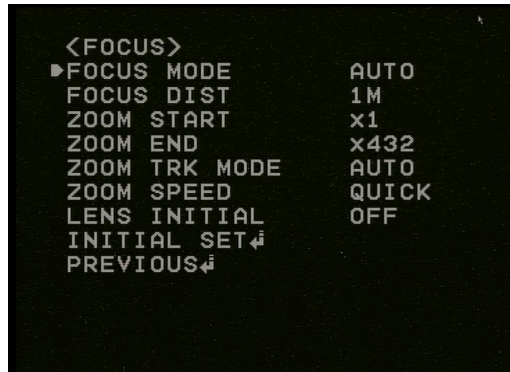 <FOCUS>
FOCUS MODE AUTO
FOCUS DIST 1M
ZOOM START x1
ZOOM END x432
ZOOM TRK MODE AUTO
ZOOM SPEED QUICK
LENS INITIAL OFF
INITIAL SET↲
PREVIOUS↲